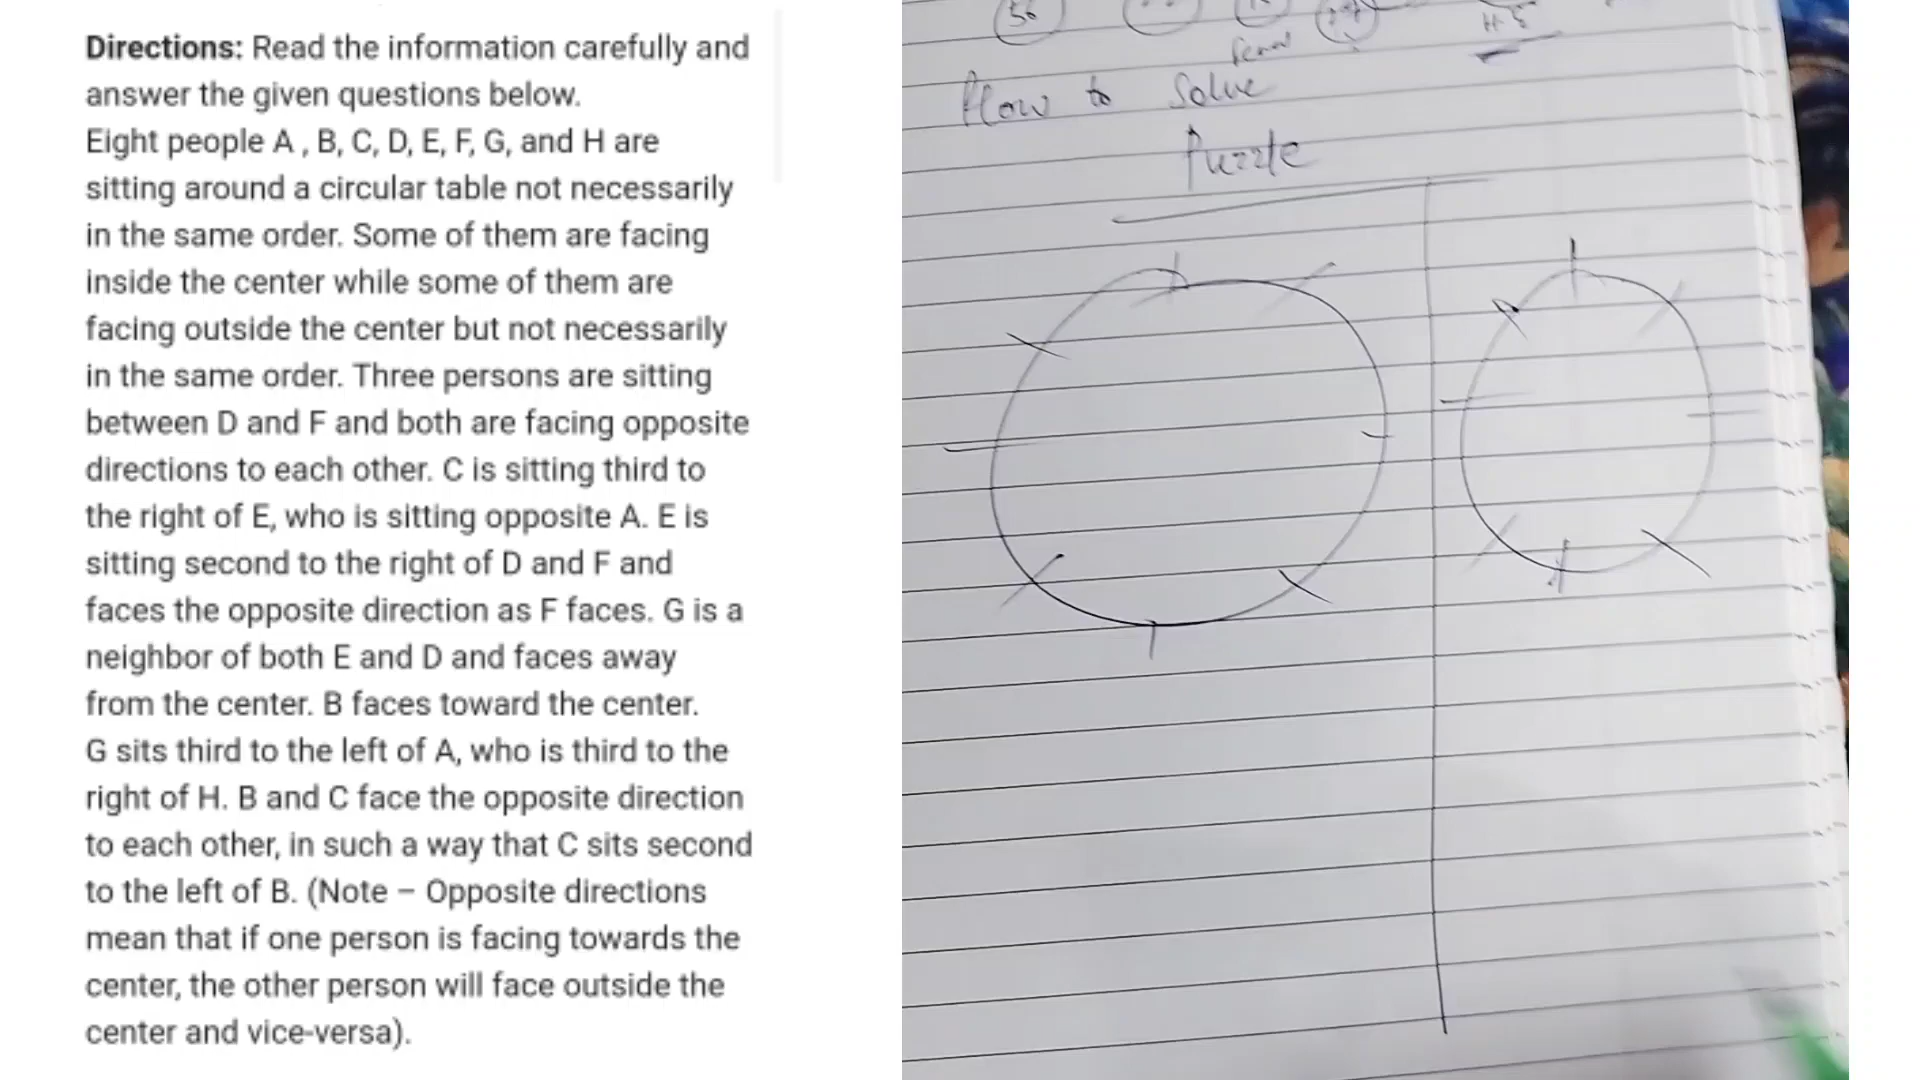 Directions: Read the information carefully and
answer the given questions below.
Eight people A , B, C, D, E, F, G, and H are
sitting around a circular table not necessarily
in the same order. Some of them are facing
inside the center while some of them are
facing outside the center but not necessarily
in the same order. Three persons are sitting
between D and F and both are facing opposite
directions to each other. C is sitting third to
the right of E, who is sitting opposite A. E is
sitting second to the right of D and F and
faces the opposite direction as F faces. G is a
neighbor of both E and D and faces away
from the center. B faces toward the center.
G sits third to the left of A, who is third to the
right of H. B and C face the opposite direction
to each other, in such a way that C sits second
to the left of B. (Note – Opposite directions
mean that if one person is facing towards the
center, the other person will face outside the
center and vice-versa).
56
How to Solve
Puzzle